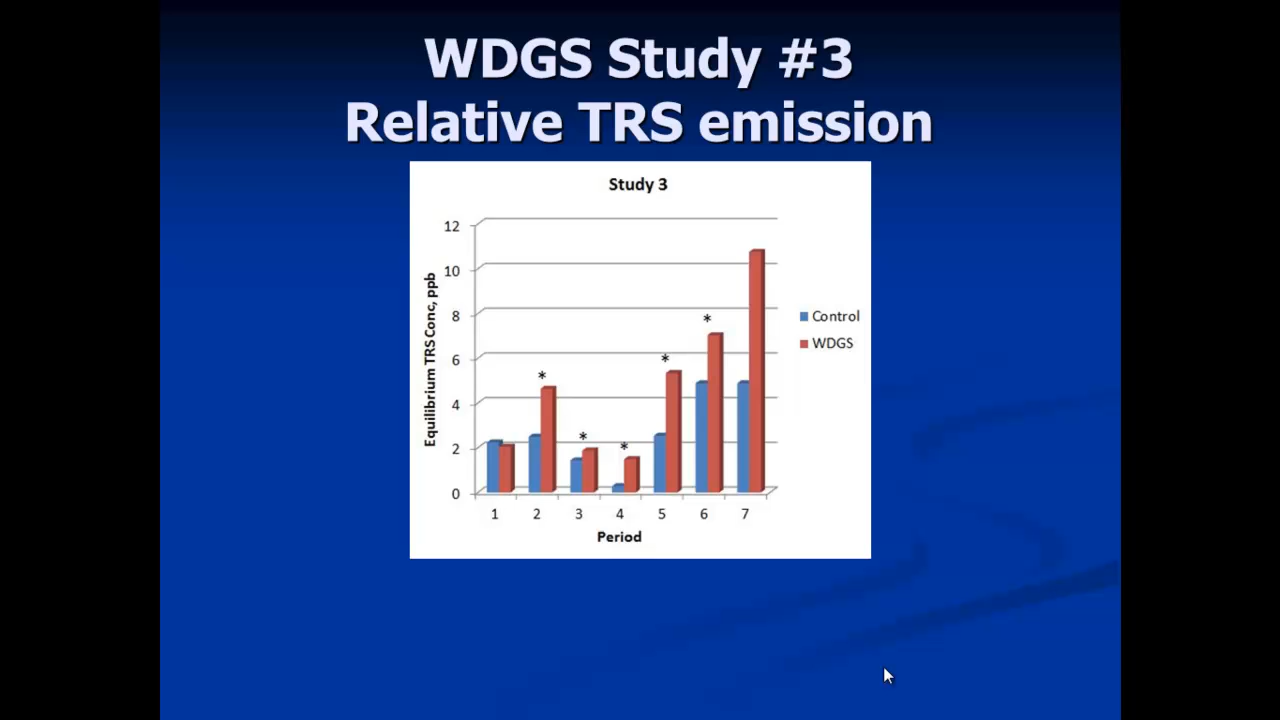 WDGS Study #3
Relative TRS emission
Study 3
Equilibrium TRS Conc, ppb
12
10
8
6
4
2
0
*
*
*
*
*
1 2 3 4 5 6 7
Period
Control
WDGS